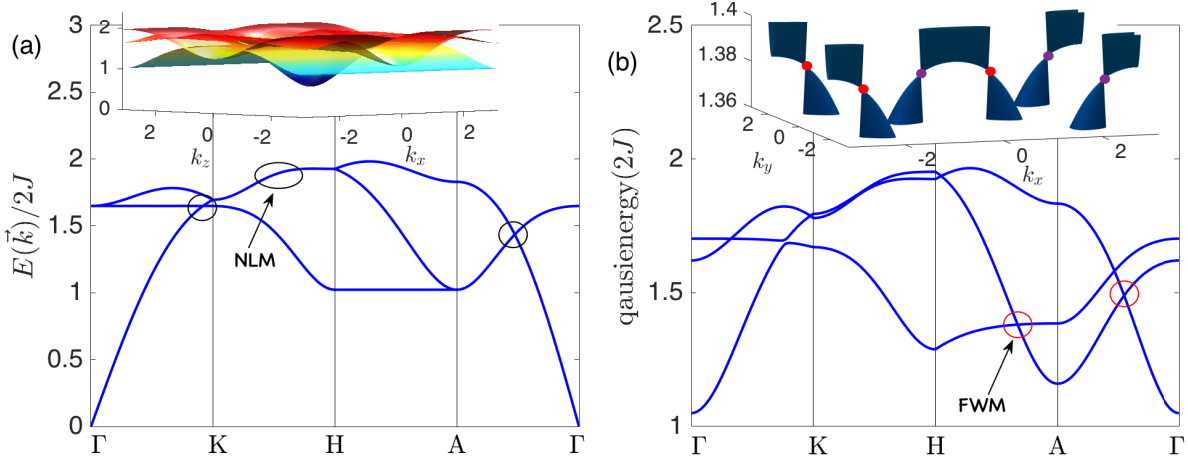 (a)
3
2.5
2
1.5
1
0.5
0
E(k⃗)/2J
2
1
0
2
0
-2
k_z
-2
0
2
k_x
NLM
Γ
K
H
A
Γ
(b)
2.5
2
1.5
1
qausienergy(2J)
1.4
1.38
1.36
2
0
-2
k_y
-2
0
2
k_x
FWM
Γ
K
H
A
Γ